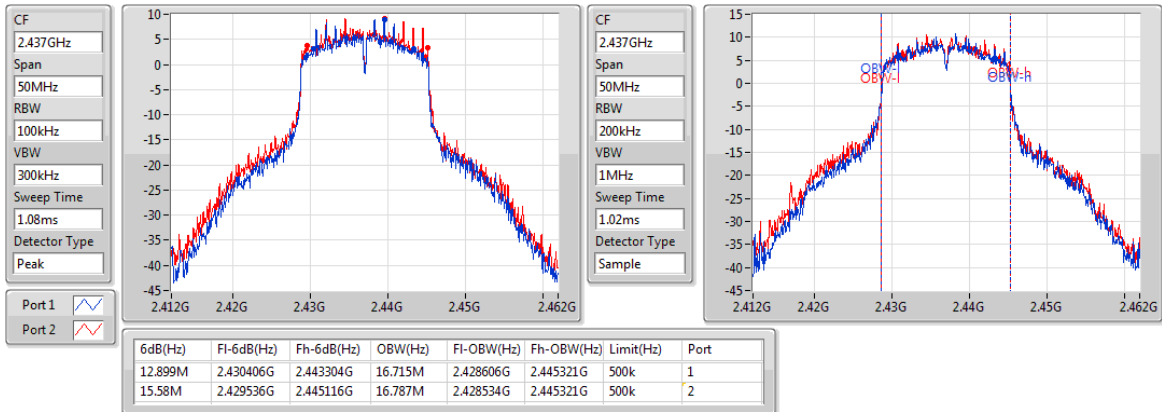 CF
2.437GHz
Span
50MHz
RBW
100kHz
VBW
300kHz
Sweep Time
1.08ms
Detector Type
Peak
Port 1
Port 2
10
5
0
-5
-10
-15
-20
-25
-30
-35
-40
-45
2.412G 2.42G 2.43G 2.44G 2.45G 2.462G
CF
2.437GHz
Span
50MHz
RBW
200kHz
VBW
1MHz
Sweep Time
1.02ms
Detector Type
Sample
15
10
5
0
-5
-10
-15
-20
-25
-30
-35
-40
-45
OBW-l OBW-h
OBW-l OBW-h
2.412G 2.42G 2.43G 2.44G 2.45G 2.462G
6dB(Hz) Fl-6dB(Hz) Fh-6dB(Hz) OBW(Hz) Fl-OBW(Hz) Fh-OBW(Hz) Limit(Hz) Port
12.899M 2.430406G 2.443304G 16.715M 2.428606G 2.445321G 500k 1
15.58M 2.429536G 2.445116G 16.787M 2.428534G 2.445321G 500k 2